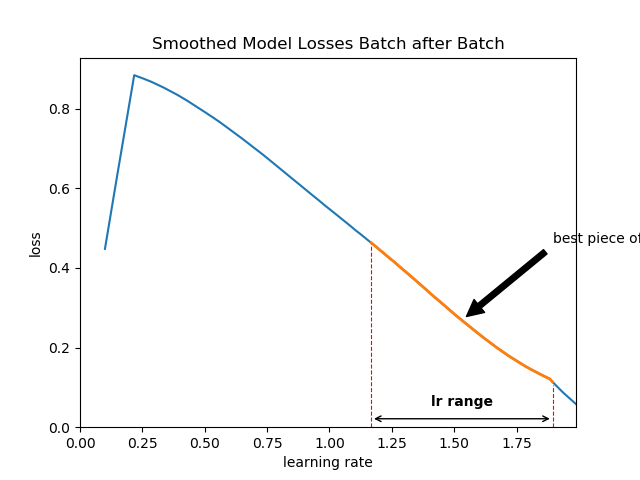 Smoothed Model Losses Batch after Batch
loss
0.8
0.6
0.4
0.2
0.0
best piece of
lr range
0.00 0.25 0.50 0.75 1.00 1.25 1.50 1.75
learning rate